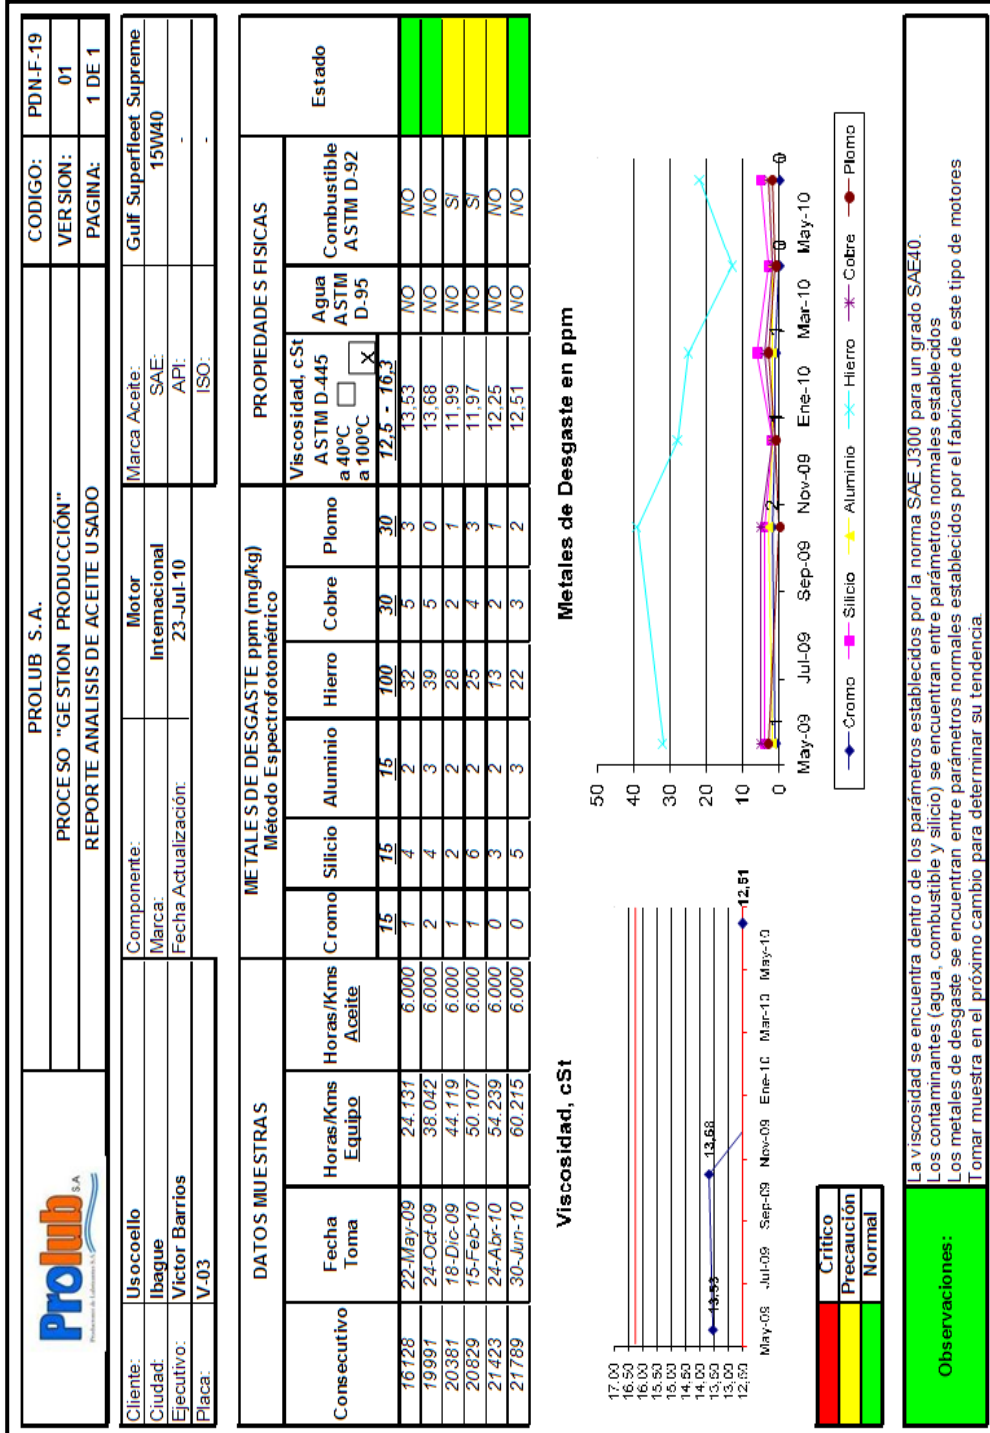 Prolub S.A.
PROLUB S.A.
PROCESO "GESTION PRODUCCIÓN"
REPORTE ANALISIS DE ACEITE USADO
CODIGO: PDN-F-19
VERSION: 01
PAGINA: 1 DE 1
Cliente: Usocoello Componente: Motor Marca Aceite: Gulf Superfleet Supreme
Ciudad: Ibague Marca: Internacional SAE: 15W40
Ejecutivo: Victor Barrios Fecha Actualización: 23-Jul-10 API: -
Placa: V-03 ISO: -
DATOS MUESTRAS
METALES DE DESGASTE ppm (mg/kg)
Método Espectrofotométrico
PROPIEDADES FISICAS
Estado
Consecutivo
Fecha Toma
Horas/Kms Equipo
Horas/Kms Aceite
Cromo Silicio Aluminio Hierro Cobre Plomo
Viscosidad, cSt
ASTM D-445
a 40ºC
a 100ºC X
Agua ASTM D-95
Combustible ASTM D-92
15 15 15 100 30 30 12,5 - 16,3
16128 22-May-09 24.131 6.000 1 4 2 32 5 3 13,53 NO NO
19991 24-Oct-09 38.042 6.000 2 4 3 39 5 0 13,68 NO NO
20381 18-Dic-09 44.119 6.000 1 2 2 28 2 1 11,99 NO SI
20829 15-Feb-10 50.107 6.000 1 6 2 25 4 3 11,97 NO SI
21423 24-Abr-10 54.239 6.000 0 3 2 13 2 1 12,25 NO NO
21789 30-Jun-10 60.215 6.000 0 5 3 22 3 2 12,51 NO NO
Viscosidad, cSt
17.00
16.50
16.00
15.50
15.00
14.50
14.00
13.50
13.00
12.50
13.53
13,68
12,51
May-09 Jul-09 Sep-09 Nov-09 Ene-10 Mar-10 May-10
Metales de Desgaste en ppm
50
40
30
20
10
0
1 2 1 1 0 0
May-09 Jul-09 Sep-09 Nov-09 Ene-10 Mar-10 May-10
Cromo Silicio Aluminio Hierro Cobre Plomo
Critico
Precaución
Normal
Observaciones:
La viscosidad se encuentra dentro de los parámetros establecidos por la norma SAE J300 para un grado SAE40.
Los contaminantes (agua, combustible y silicio) se encuentran entre parámetros normales establecidos
Los metales de desgaste se encuentran entre parámetros normales establecidos por el fabricante de este tipo de motores
Tomar muestra en el próximo cambio para determinar su tendencia.